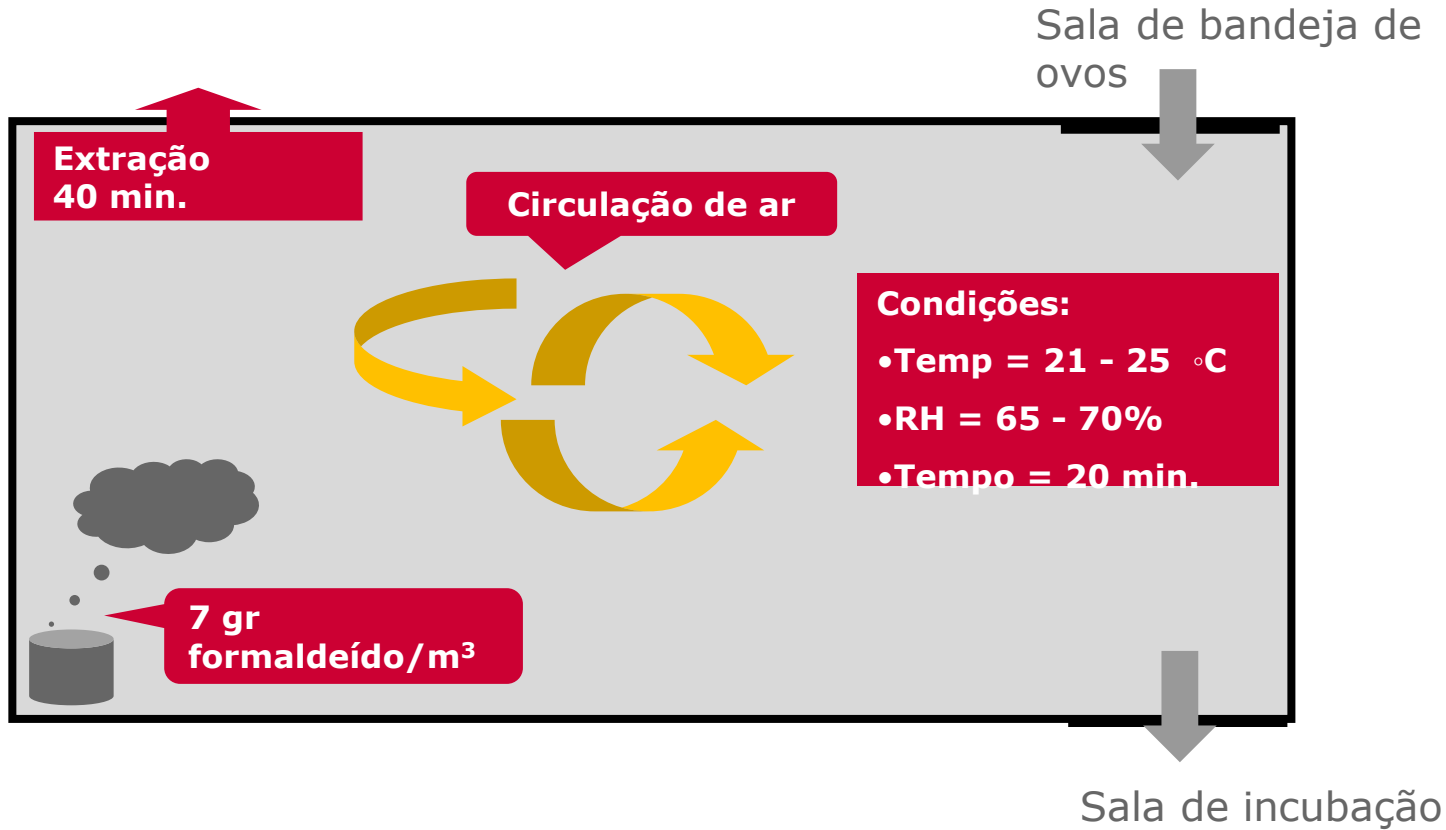 Sala de bandeja de
ovos
Extração
40 min.
Circulação de ar
Condições:
•Temp = 21 - 25 ◦C
•RH = 65 - 70%
•Tempo = 20 min.
7 gr
formaldeído/m³
Sala de incubação